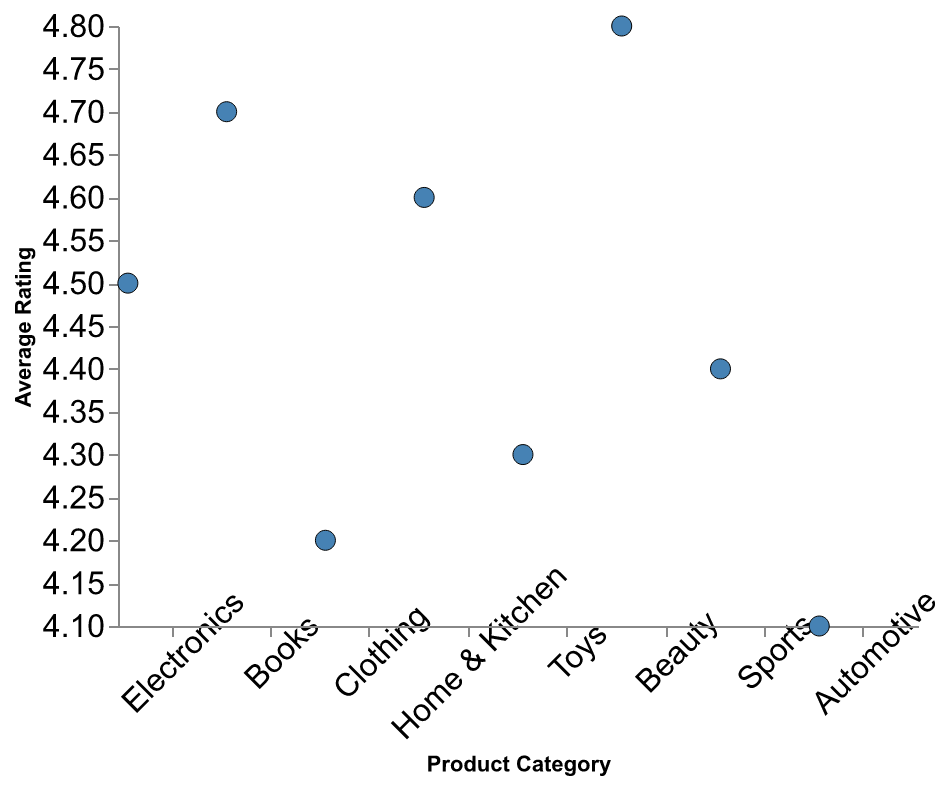 4.80
4.75
4.70
4.65
4.60
4.55
4.50
4.45
4.40
4.35
4.30
4.25
4.20
4.15
4.10
Average Rating
Electronics
Books
Clothing
Home & Kitchen
Toys
Beauty
Sports
Automotive
Product Category